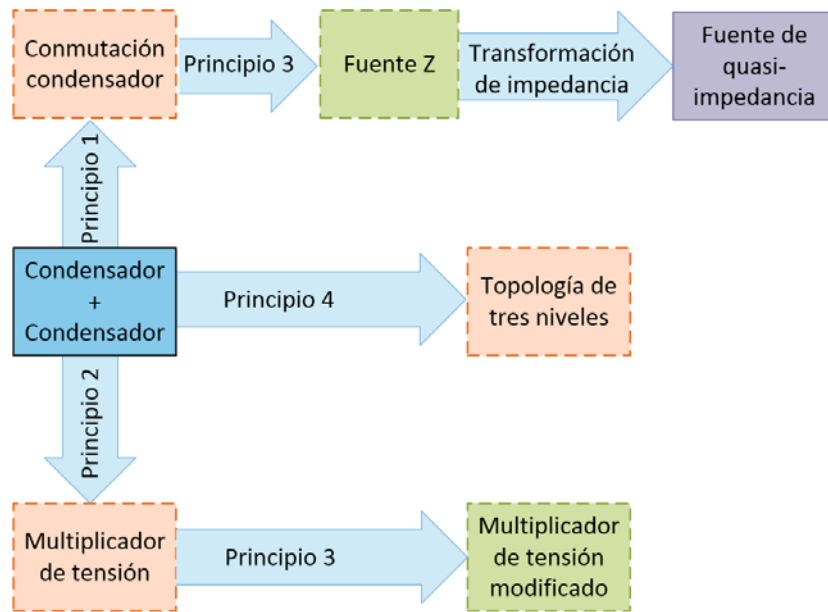 Conmutación
condensador
Principio 3
Fuente Z
Transformación
de impedancia
Fuente de
quasi-
impedancia
Principio 1
Condensador
+
Condensador
Principio 4
Topología de
tres niveles
Principio 2
Multiplicador
de tensión
Principio 3
Multiplicador
de tensión
modificado